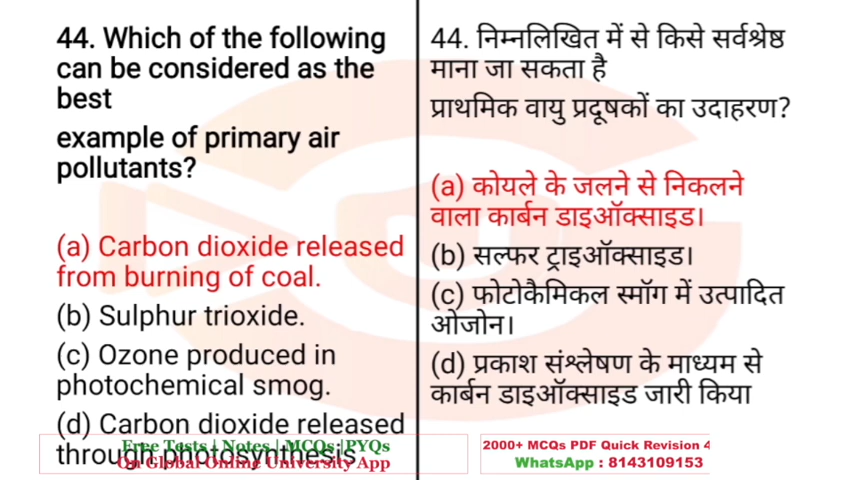 44. Which of the following
can be considered as the
best
example of primary air
pollutants?
(a) Carbon dioxide released
from burning of coal.
(b) Sulphur trioxide.
(c) Ozone produced in
photochemical smog.
(d) Carbon dioxide released
through photosynthesis
Free Tests | Notes | MCQs |PYQs
On Global Online University App
44. निम्नलिखित में से किसे सर्वश्रेष्ठ
माना जा सकता है
प्राथमिक वायु प्रदूषकों का उदाहरण?
(a) कोयले के जलने से निकलने
वाला कार्बन डाइऑक्साइड।
(b) सल्फर ट्राइऑक्साइड।
(c) फोटोकैमिकल स्मॉग में उत्पादित
ओजोन।
(d) प्रकाश संश्लेषण के माध्यम से
कार्बन डाइऑक्साइड जारी किया
2000+ MCQs PDF Quick Revision 4
WhatsApp : 8143109153